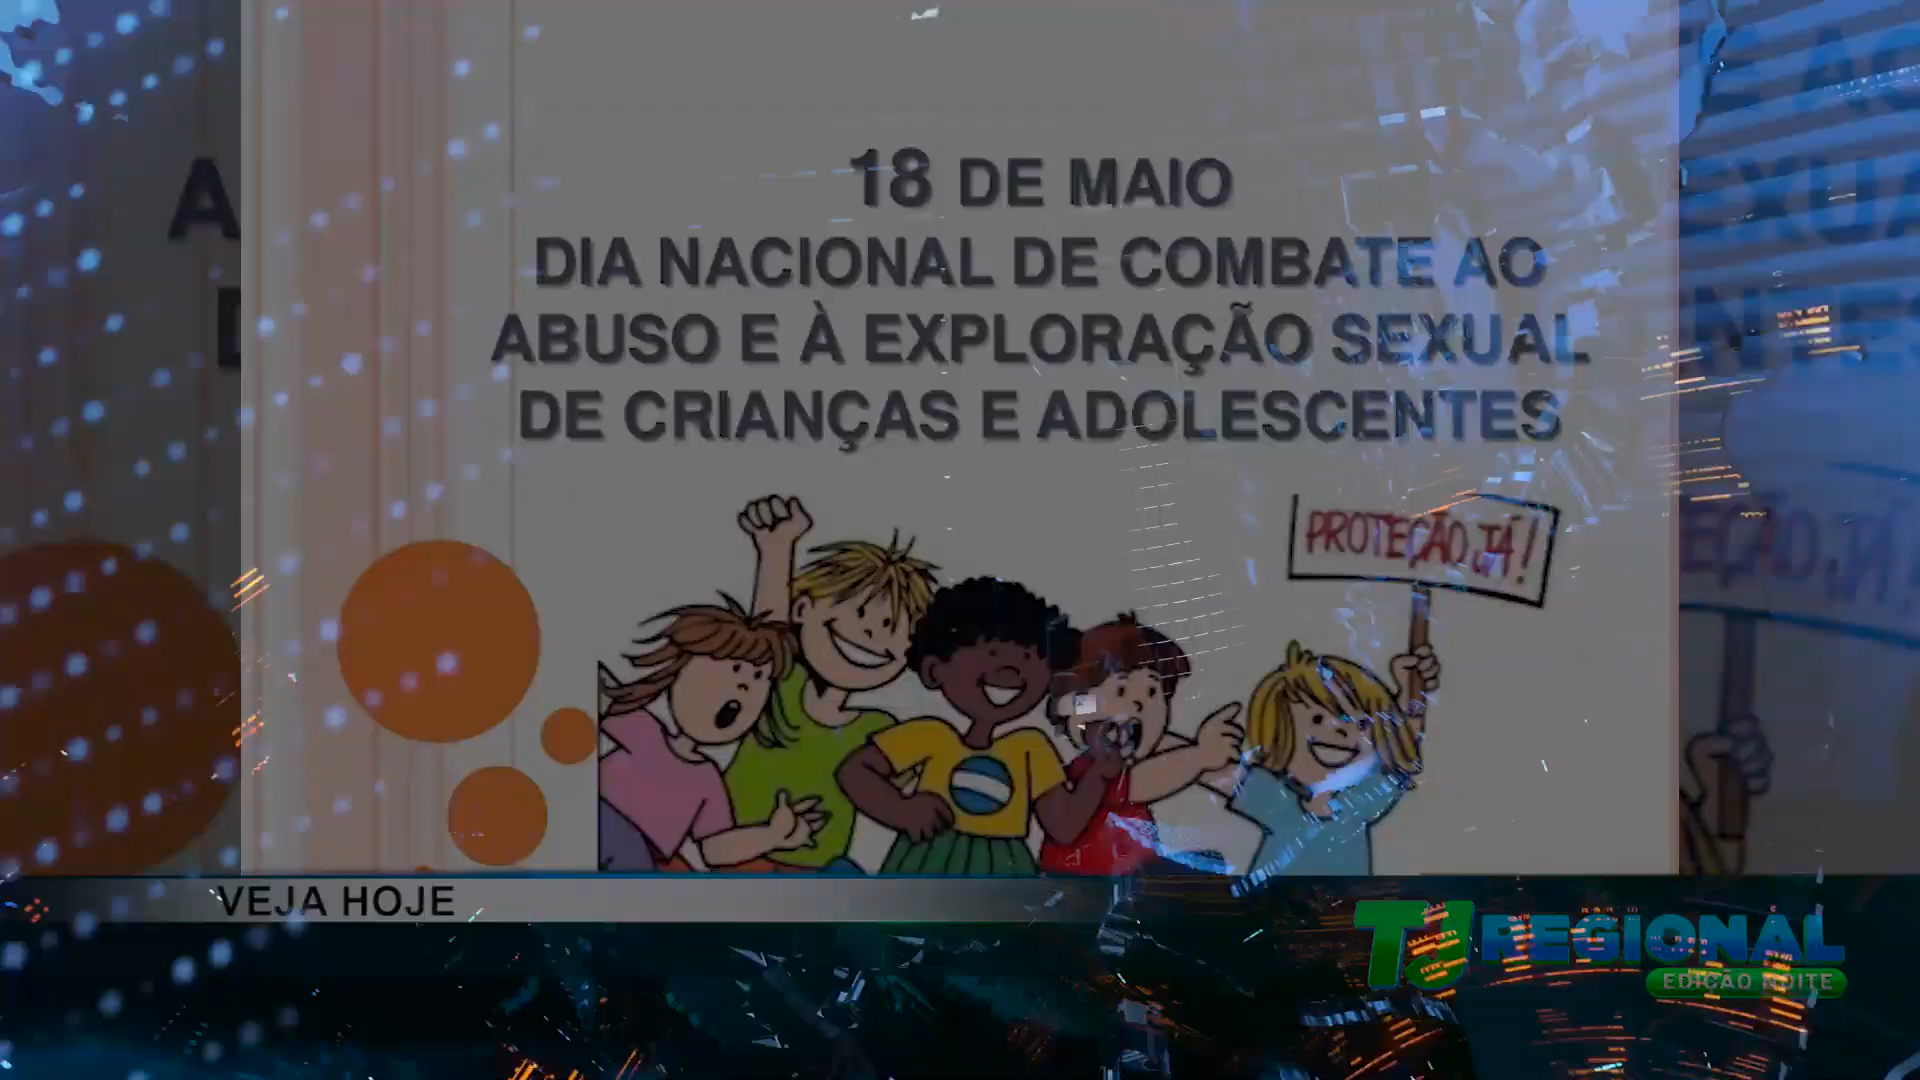 18 DE MAIO
DIA NACIONAL DE COMBATE AO
ABUSO E À EXPLORAÇÃO SEXUAL
DE CRIANÇAS E ADOLESCENTES
PROTEÇÃO JÁ!
VEJA HOJE
TJ REGIONAL
EDIÇÃO NOITE